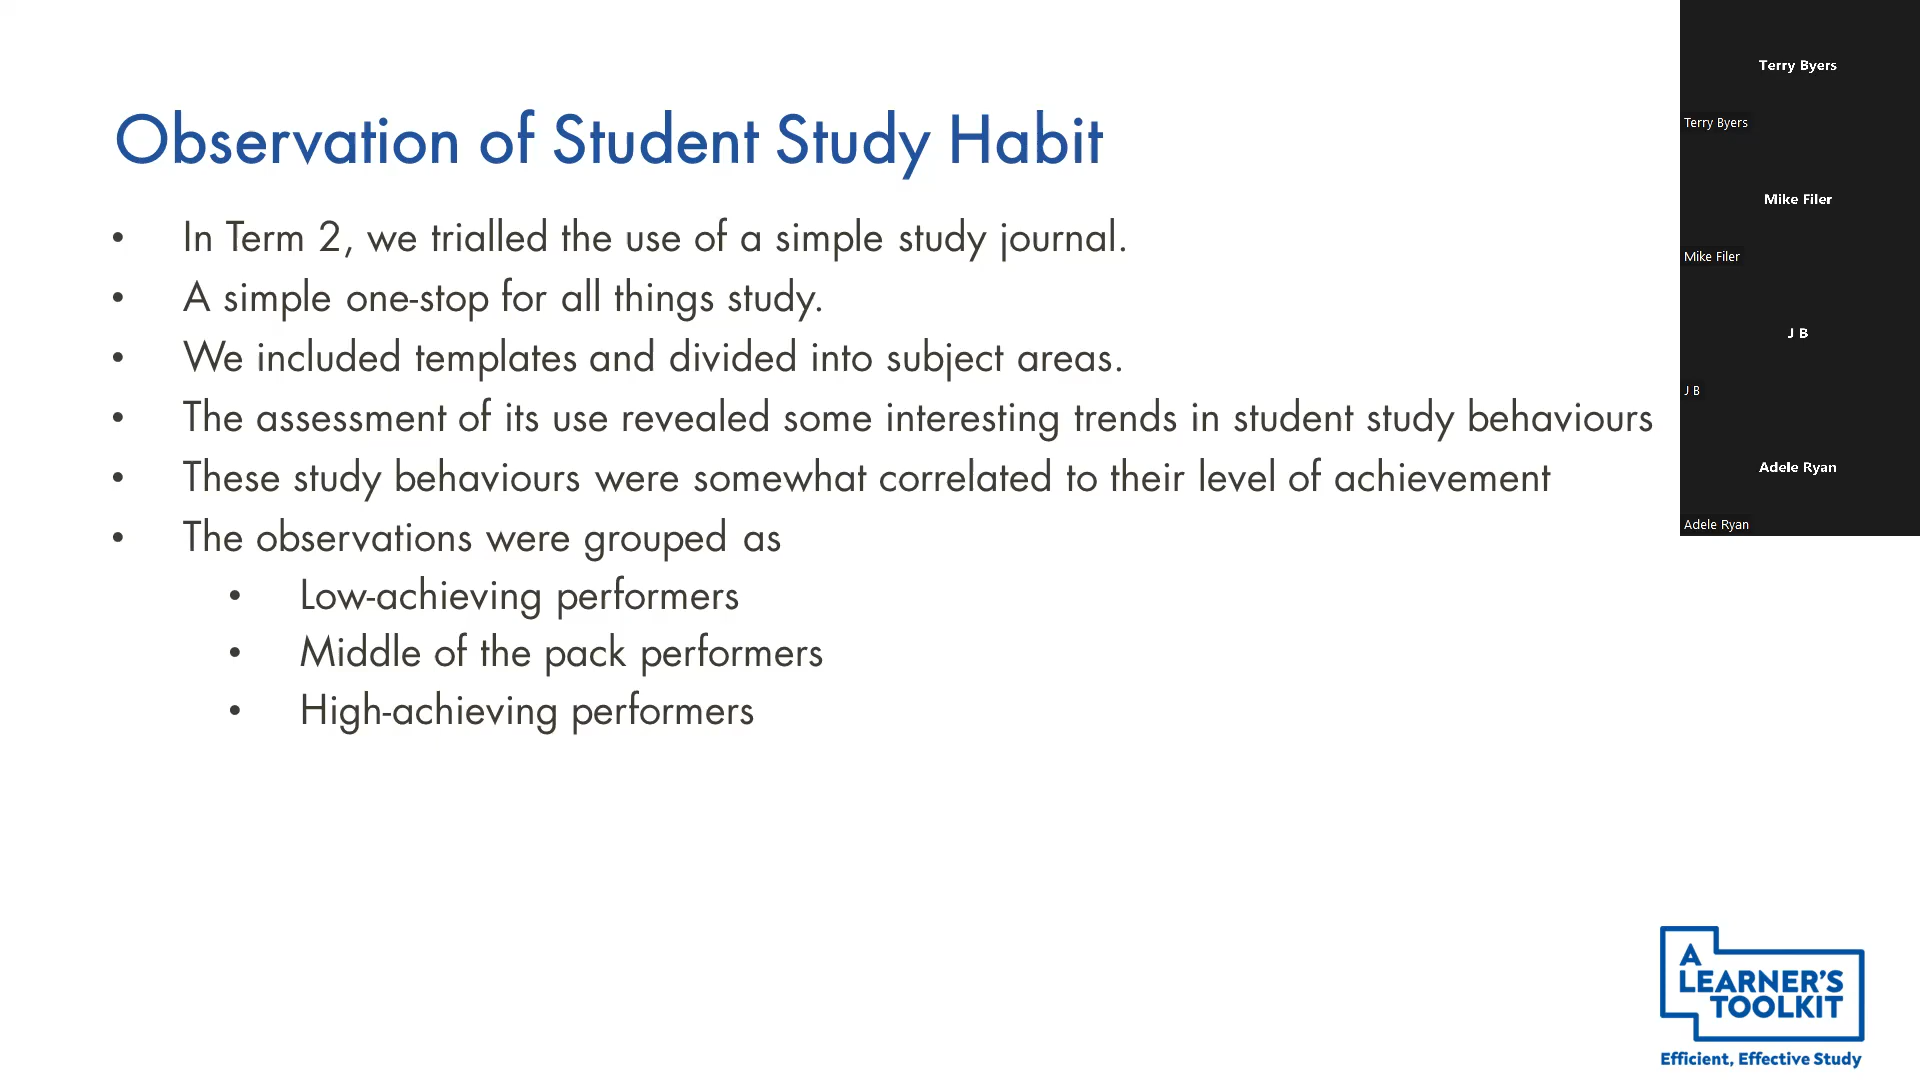 Observation of Student Study Habit
• In Term 2, we trialled the use of a simple study journal.
• A simple one-stop for all things study.
• We included templates and divided into subject areas.
• The assessment of its use revealed some interesting trends in student study behaviours
• These study behaviours were somewhat correlated to their level of achievement
• The observations were grouped as
• Low-achieving performers
• Middle of the pack performers
• High-achieving performers
Terry Byers
Terry Byers
Mike Filer
Mike Filer
J B
J B
Adele Ryan
Adele Ryan
A
LEARNER'S
TOOLKIT
Efficient, Effective Study